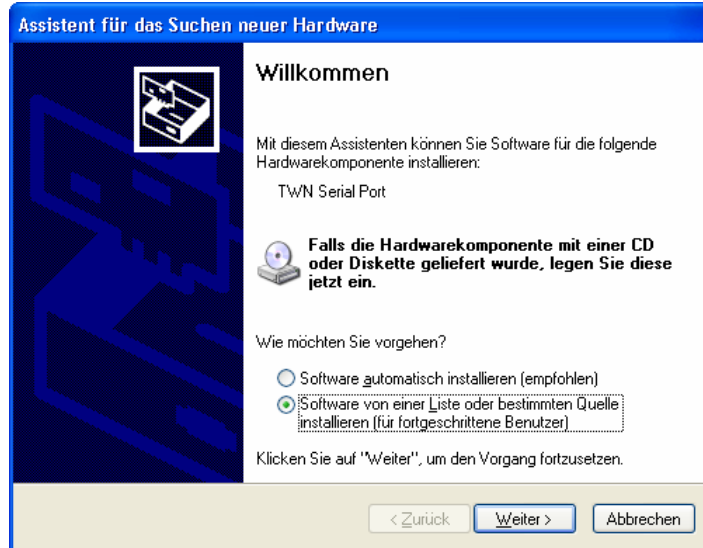 Assistent für das Suchen neuer Hardware
Willkommen
Mit diesem Assistenten können Sie Software für die folgende
Hardwarekomponente installieren:
TWN Serial Port
Falls die Hardwarekomponente mit einer CD
oder Diskette geliefert wurde, legen Sie diese
jetzt ein.
Wie möchten Sie vorgehen?
Software automatisch installieren (empfohlen)
Software von einer Liste oder bestimmten Quelle
installieren (für fortgeschrittene Benutzer)
Klicken Sie auf "Weiter", um den Vorgang fortzusetzen.
< Zurück Weiter > Abbrechen